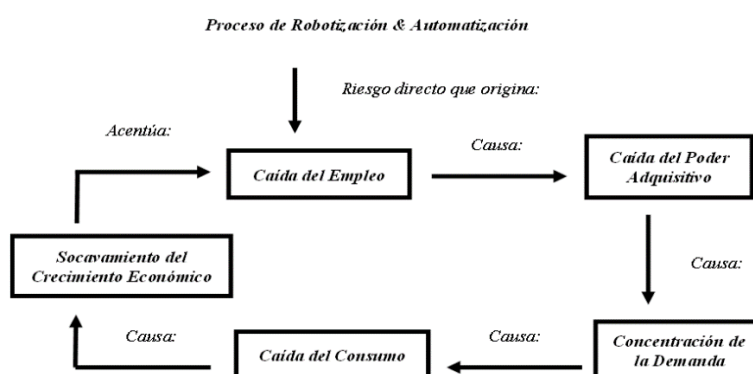 Proceso de Robotización & Automatización
Riesgo directo que origina:
Acentúa:
Causa:
Caída del Empleo
Caída del Poder
Adquisitivo
Socavamiento del
Crecimiento Económico
Causa:
Causa:
Causa:
Caída del Consumo
Concentración de
la Demanda